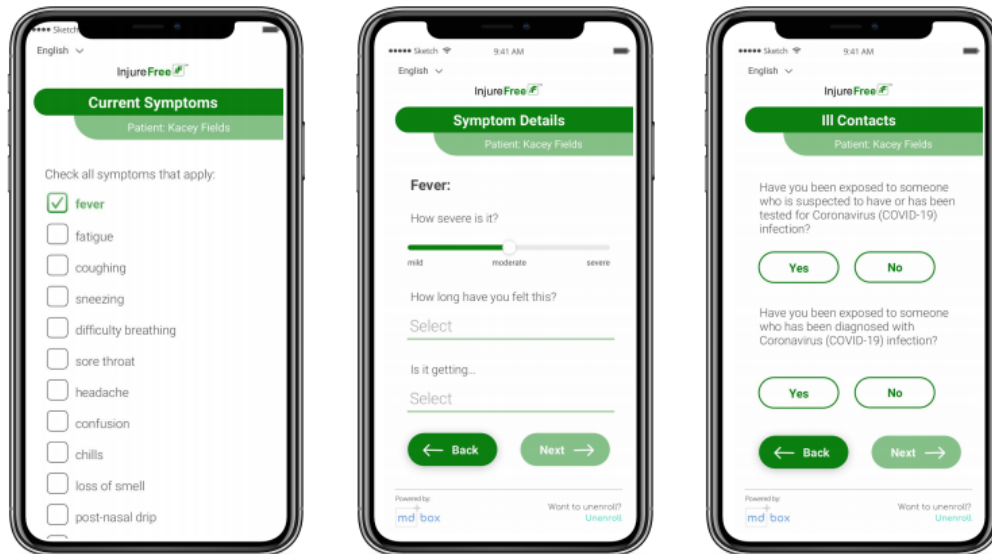 Sketch
English
InjureFree
Current Symptoms
Patient: Kacey Fields
Check all symptoms that apply:
fever
fatigue
coughing
sneezing
difficulty breathing
sore throat
headache
confusion
chills
loss of smell
post-nasal drip
Sketch 9:41 AM
English
InjureFree
Symptom Details
Patient: Kacey Fields
Fever:
How severe is it?
mild moderate severe
How long have you felt this?
Select
Is it getting...
Select
← Back Next →
Powered by:
md box
Want to unenroll?
Unenroll
Sketch 9:41 AM
English
InjureFree
Ill Contacts
Patient: Kacey Fields
Have you been exposed to someone
who is suspected to have or has been
tested for Coronavirus (COVID-19)
infection?
Yes No
Have you been exposed to someone
who has been diagnosed with
Coronavirus (COVID-19) infection?
Yes No
← Back Next →
Powered by:
md box
Want to unenroll?
Unenroll